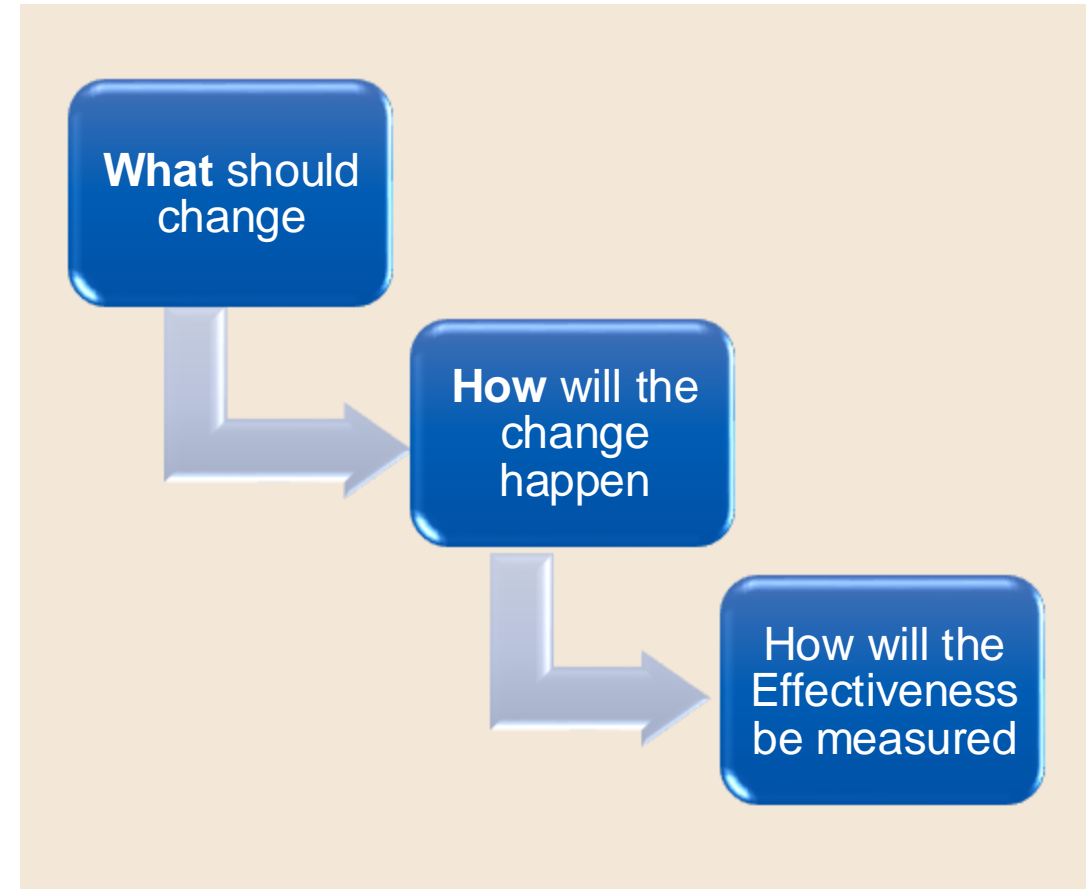 What should
change
How will the
change
happen
How will the
Effectiveness
be measured